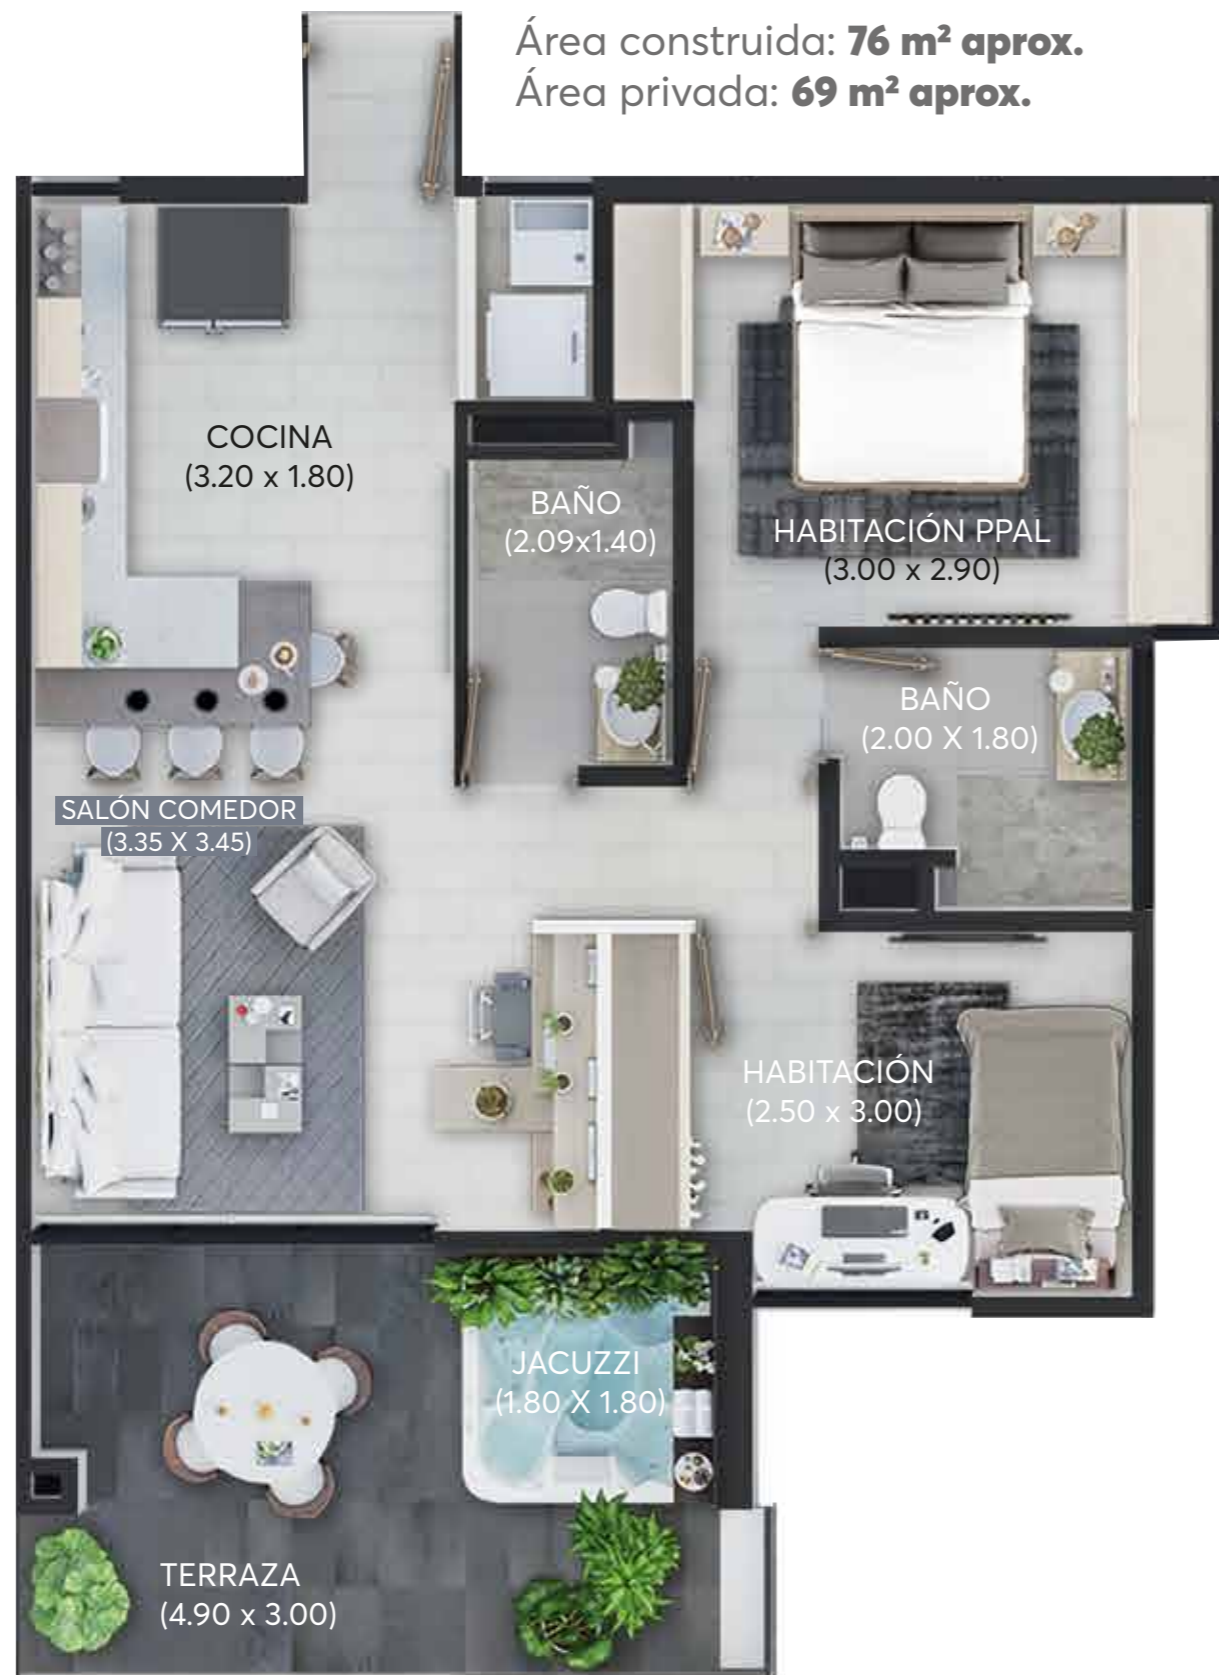 Área construida: 76 m² aprox.
Área privada: 69 m² aprox.
COCINA
(3.20 x 1.80)
BAÑO
(2.09x1.40)
HABITACIÓN PPAL
(3.00 x 2.90)
BAÑO
(2.00 X 1.80)
SALÓN COMEDOR
(3.35 X 3.45)
HABITACIÓN
(2.50 x 3.00)
JACUZZI
(1.80 X 1.80)
TERRAZA
(4.90 x 3.00)